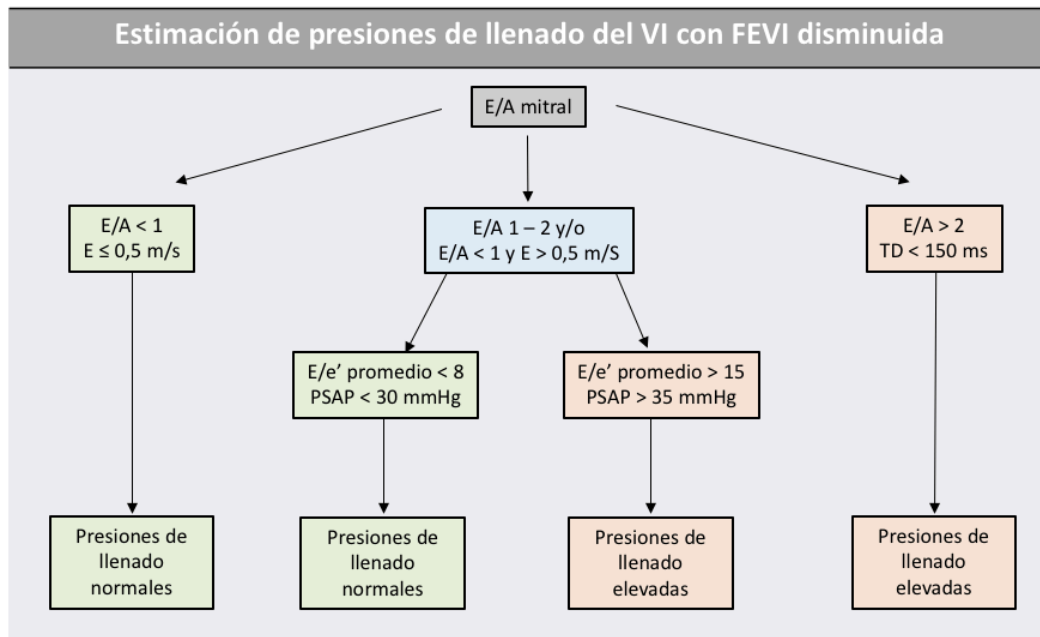 Estimación de presiones de llenado del VI con FEVI disminuida
E/A mitral
E/A < 1
E ≤ 0,5 m/s
E/A 1 – 2 y/o
E/A < 1 y E > 0,5 m/S
E/A > 2
TD < 150 ms
E/e’ promedio < 8
PSAP < 30 mmHg
E/e’ promedio > 15
PSAP > 35 mmHg
Presiones de
llenado
normales
Presiones de
llenado
normales
Presiones de
llenado
elevadas
Presiones de
llenado
elevadas